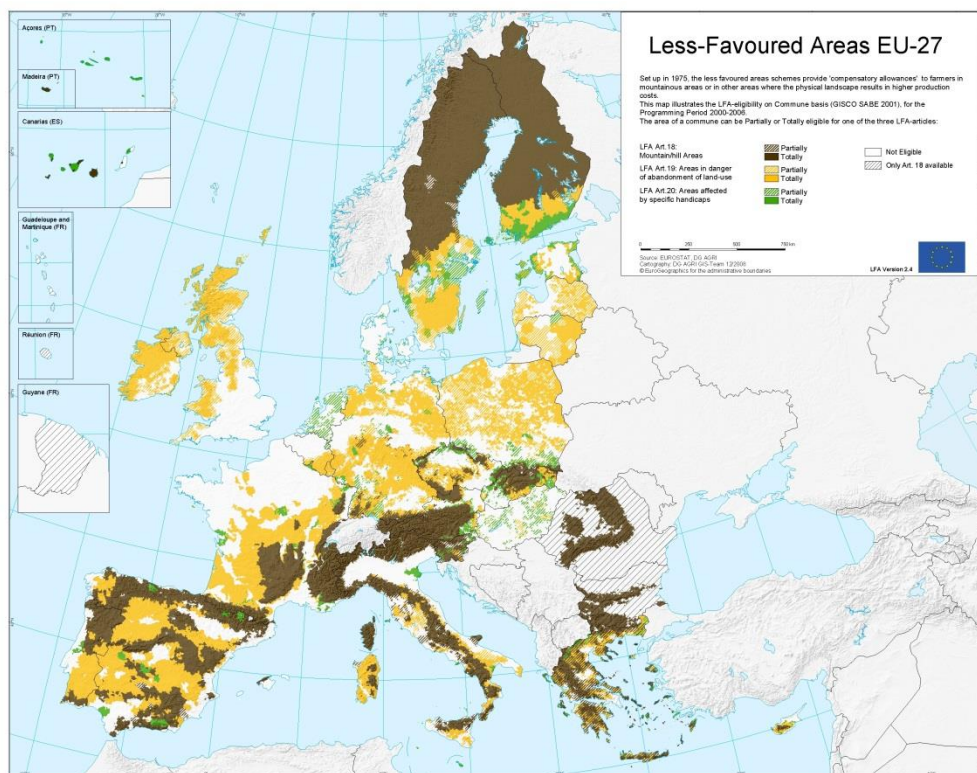 Açores (PT)
Madeira (PT)
Canarias (ES)
Guadeloupe and
Martinique (FR)
Réunion (FR)
Guyane (FR)
Less-Favoured Areas EU-27
Set up in 1975, the less favoured areas schemes provide 'compensatory allowances' to farmers in
mountainous areas or in other areas where the physical landscape results in higher production
costs.
This map illustrates the LFA-eligibility on Commune basis (GISCO SABE 2001), for the
Programming Period 2000-2006.
The area of a commune can be Partially or Totally eligible for one of the three LFA-articles:
LFA Art.18: Partially
Mountain/hill Areas Totally
LFA Art.19: Areas in danger Partially
of abandonment of land-use Totally
LFA Art.20: Areas affected Partially
by specific handicaps Totally
Not Eligible
Only Art. 18 available
0 250 500 750 km
Source: EUROSTAT, DG AGRI
Cartography: DG AGRI GIS-Team 12/2006
© EuroGeographics for the administrative boundaries
LFA Version 2.4